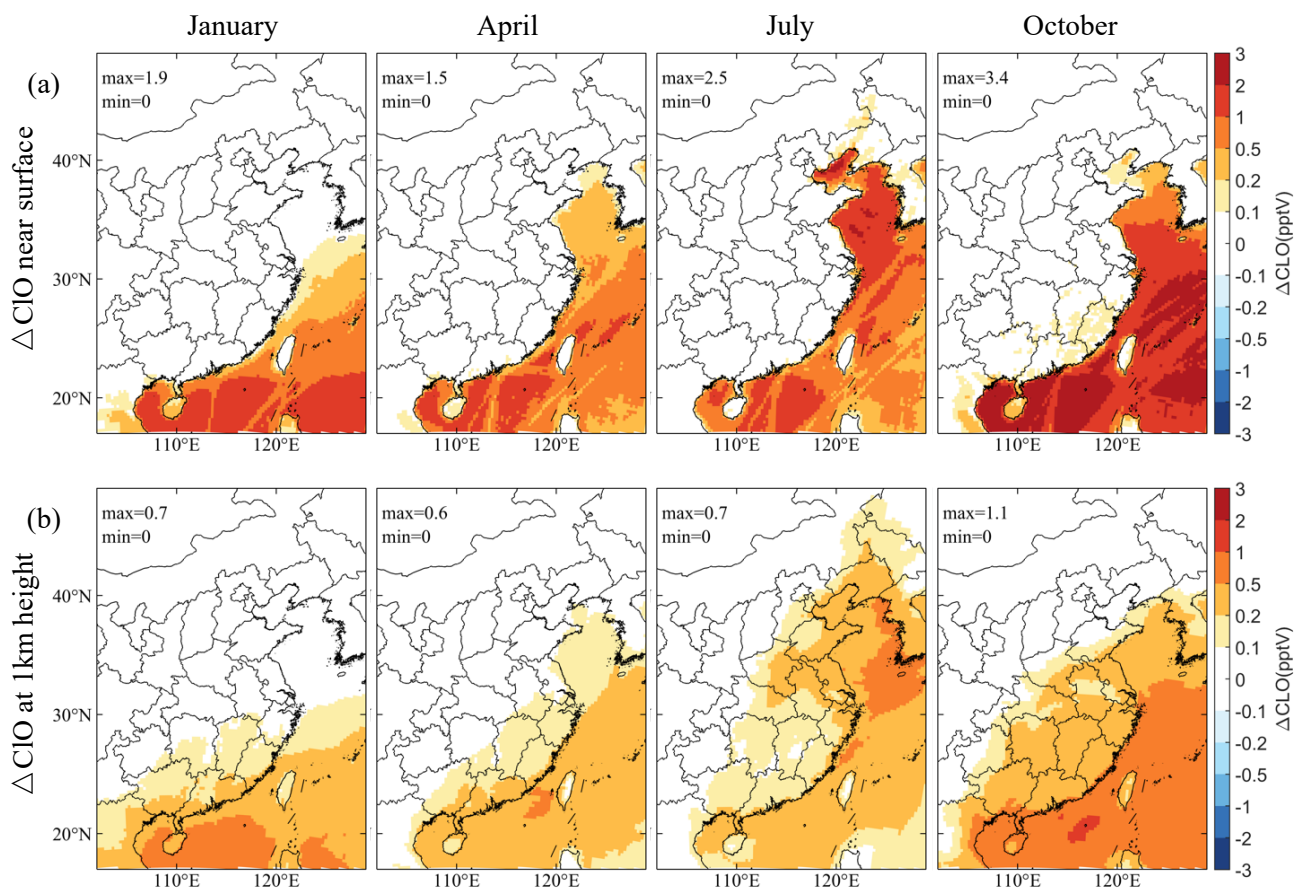 January April July October
(a)
△ClO near surface
max=1.9
min=0
max=1.5
min=0
max=2.5
min=0
max=3.4
min=0
40°N
30°N
20°N
110°E 120°E 110°E 120°E 110°E 120°E 110°E 120°E
3
2
1
0.5
0.2
0.1
0
-0.1
-0.2
-0.5
-1
-2
-3
△CLO(pptV)
(b)
△ClO at 1km height
max=0.7
min=0
max=0.6
min=0
max=0.7
min=0
max=1.1
min=0
40°N
30°N
20°N
110°E 120°E 110°E 120°E 110°E 120°E 110°E 120°E
3
2
1
0.5
0.2
0.1
0
-0.1
-0.2
-0.5
-1
-2
-3
△CLO(pptV)